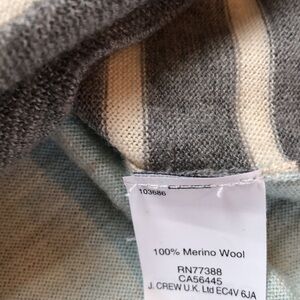 103686
100% Merino Wool
RN77388
CA56445
J. CREW U.K. Ltd EC4V 6JA